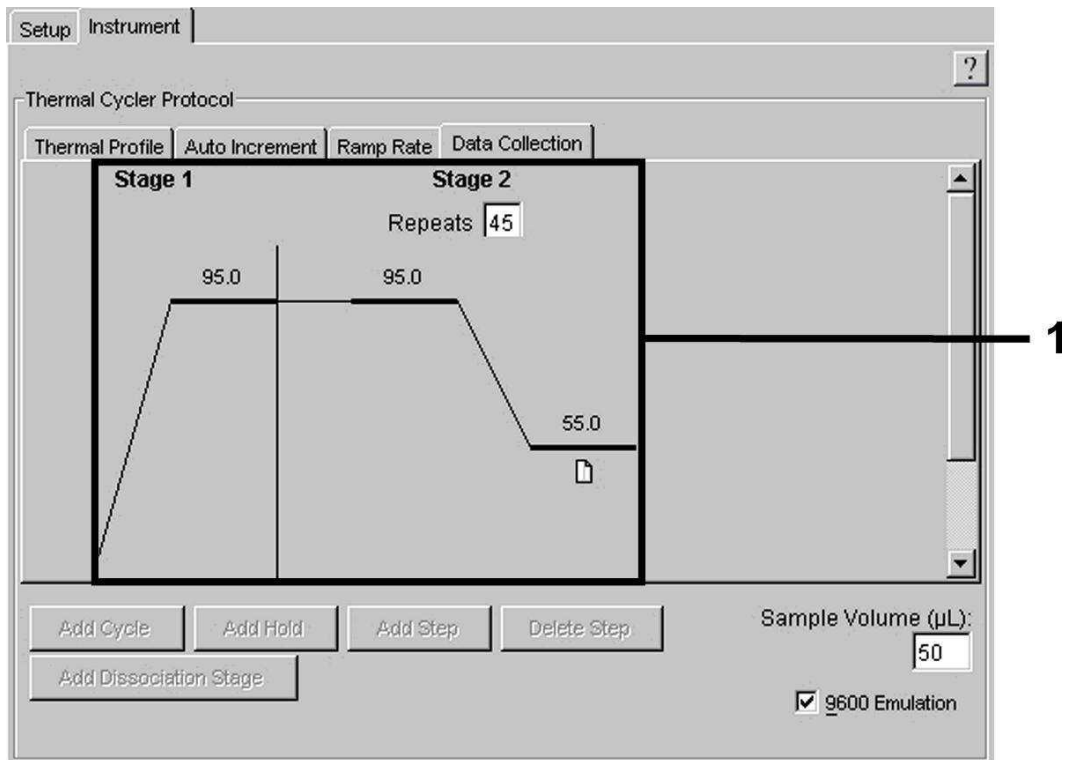 Setup Instrument
?
Thermal Cycler Protocol
Thermal Profile Auto Increment Ramp Rate Data Collection
Stage 1 Stage 2
Repeats 45
95.0 95.0
1
55.0
Add Cycle Add Hold Add Step Delete Step
Sample Volume (µL):
50
Add Dissociation Stage
9600 Emulation